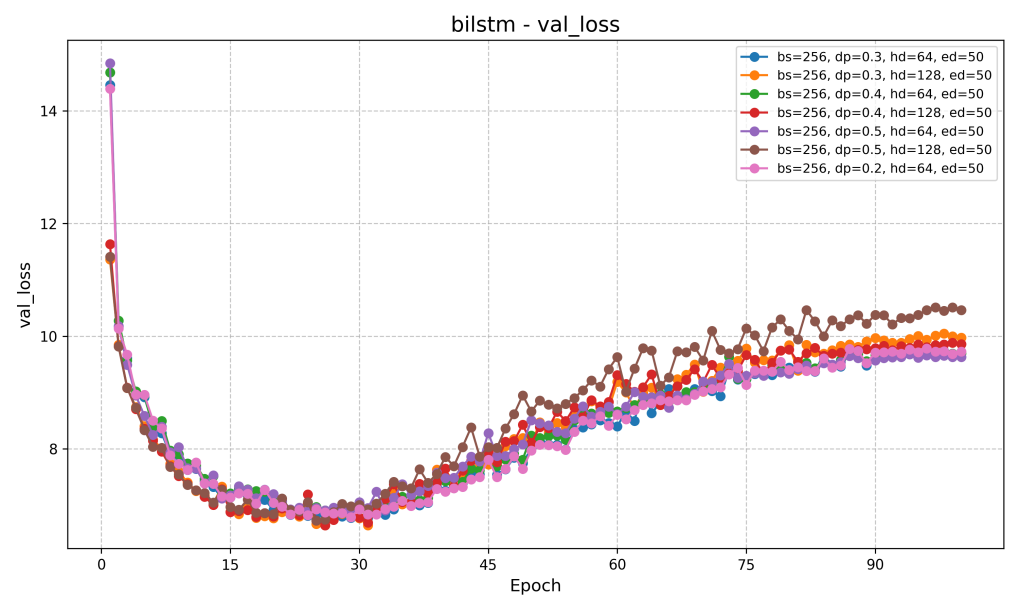 bilstm - val_loss
bs=256, dp=0.3, hd=64, ed=50
bs=256, dp=0.3, hd=128, ed=50
bs=256, dp=0.4, hd=64, ed=50
bs=256, dp=0.4, hd=128, ed=50
bs=256, dp=0.5, hd=64, ed=50
bs=256, dp=0.5, hd=128, ed=50
bs=256, dp=0.2, hd=64, ed=50
val_loss
14
12
10
8
0 15 30 45 60 75 90
Epoch